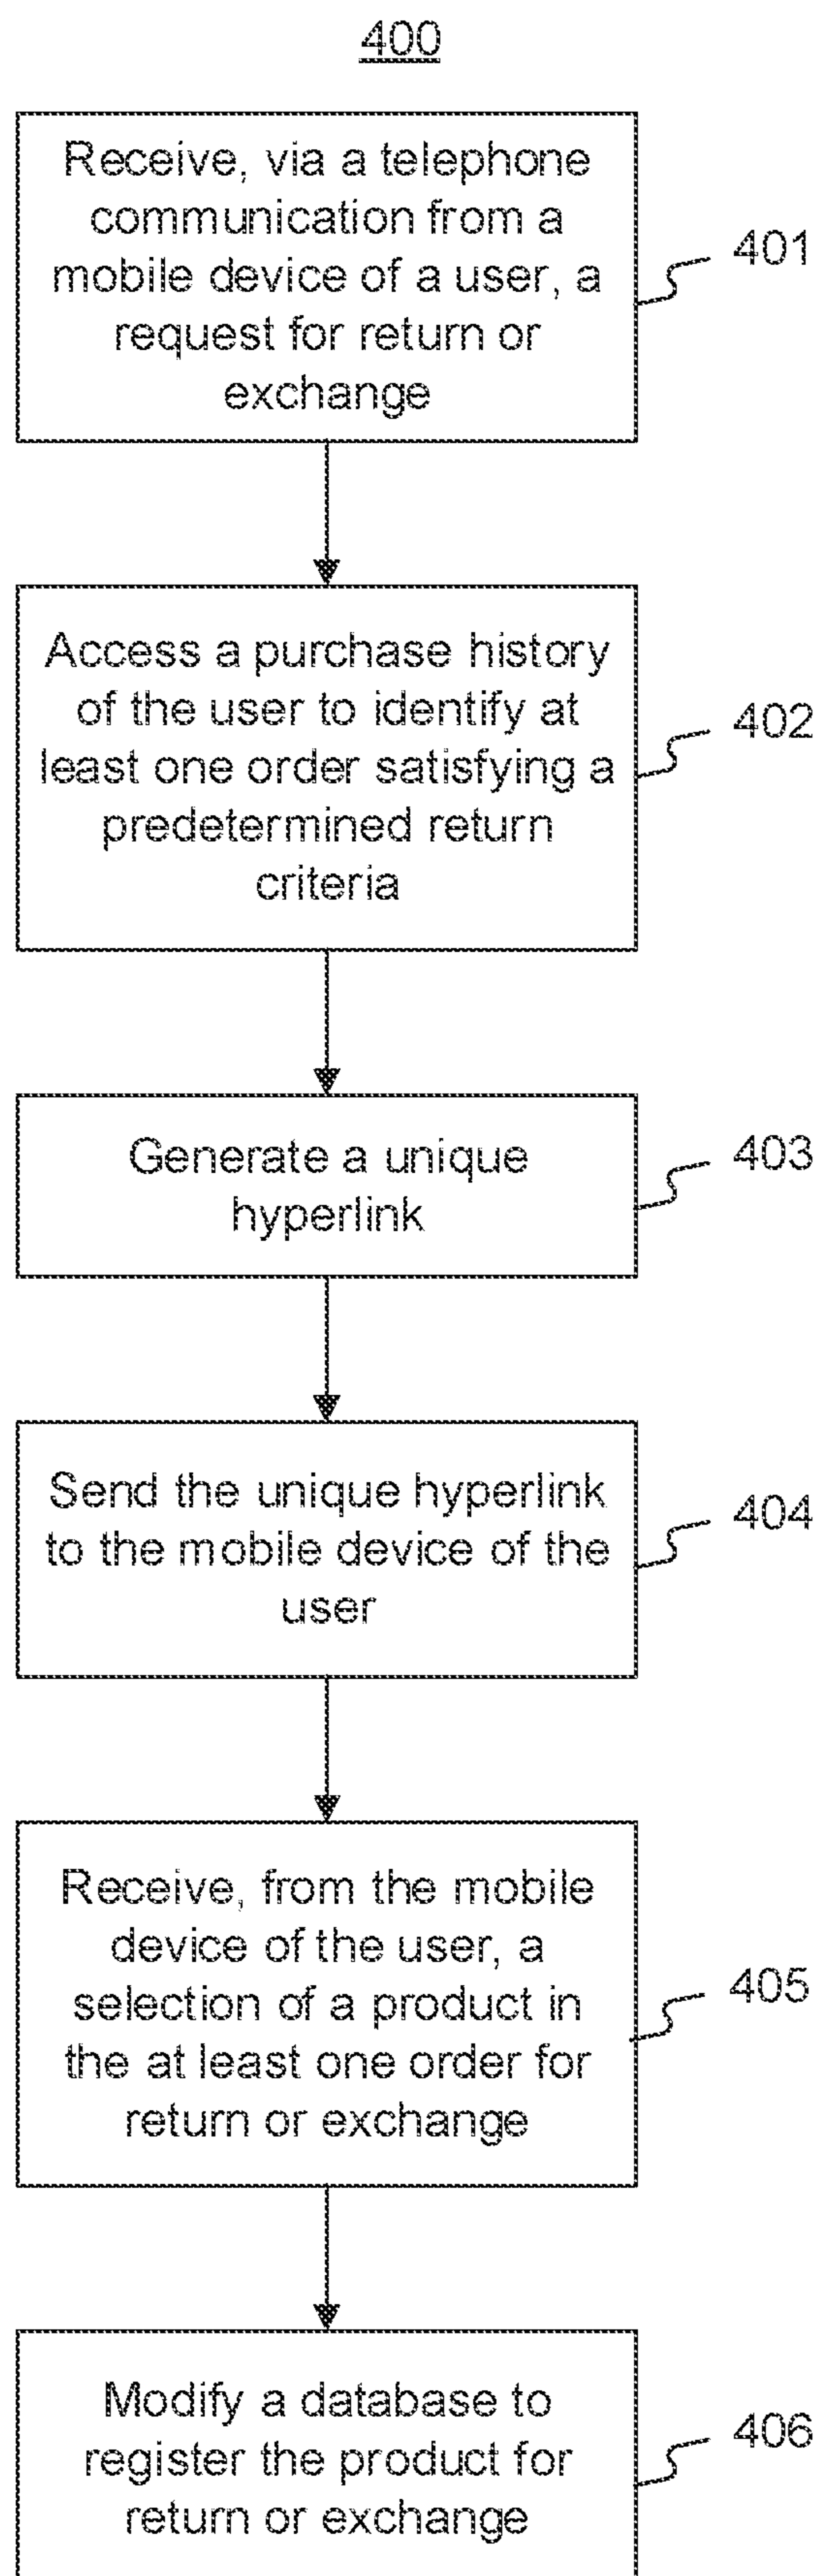 400
Receive, via a telephone
communication from a
mobile device of a user, a
request for return or
exchange
401
Access a purchase history
of the user to identify at
least one order satisfying a
predetermined return
criteria
402
Generate a unique
hyperlink
403
Send the unique hyperlink
to the mobile device of the
user
404
Receive, from the mobile
device of the user, a
selection of a product in
the at least one order for
return or exchange
405
Modify a database to
register the product for
return or exchange
406